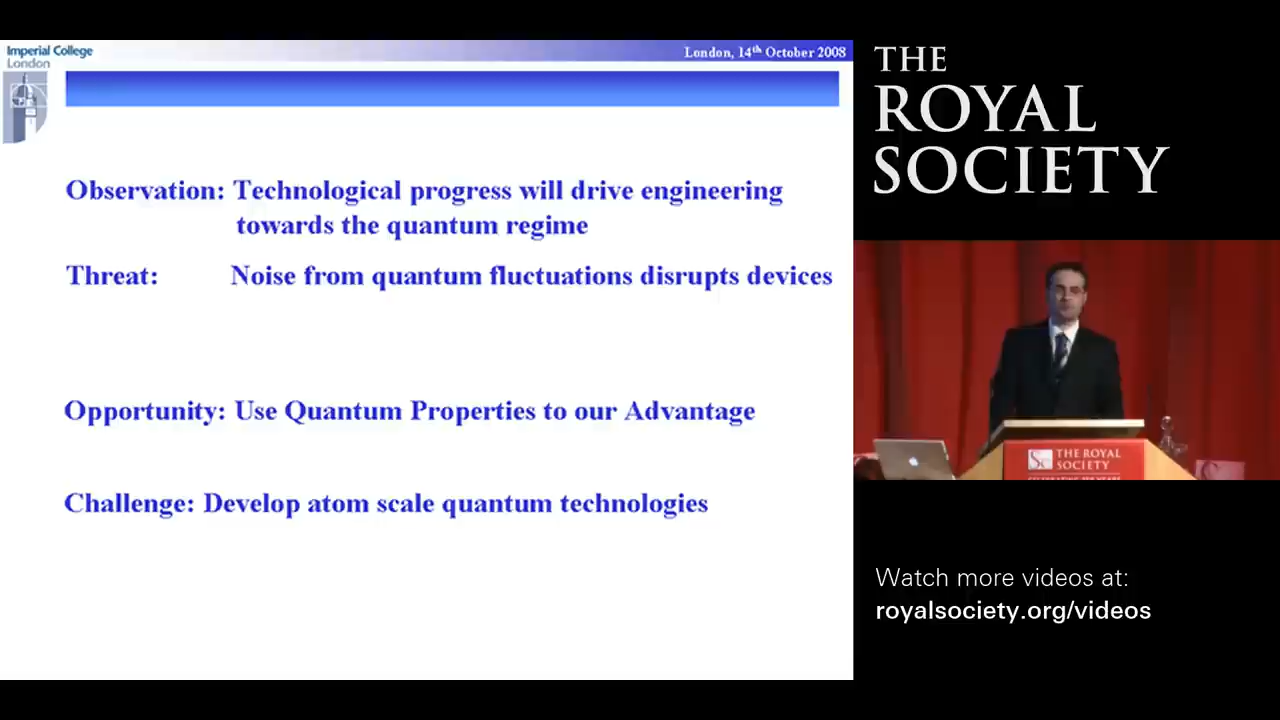 Imperial College
London
London, 14th October 2008
Observation: Technological progress will drive engineering
towards the quantum regime
Threat: Noise from quantum fluctuations disrupts devices
Opportunity: Use Quantum Properties to our Advantage
Challenge: Develop atom scale quantum technologies
THE
ROYAL
SOCIETY
Sc
THE ROYAL
SOCIETY
Watch more videos at:
royalsociety.org/videos